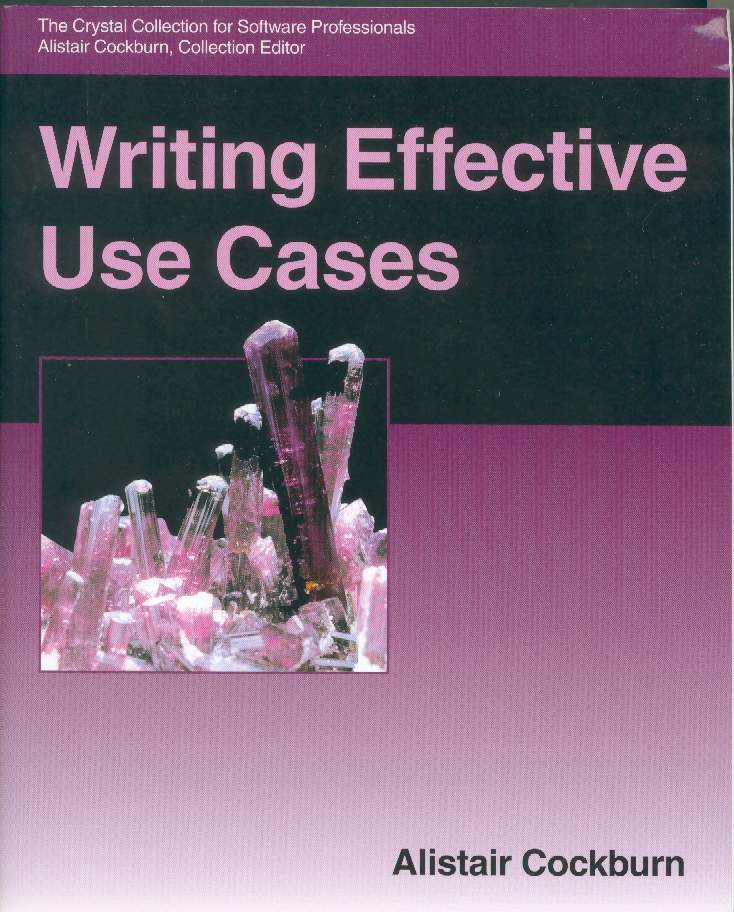 The Crystal Collection for Software Professionals
Alistair Cockburn, Collection Editor
Writing Effective
Use Cases
Alistair Cockburn